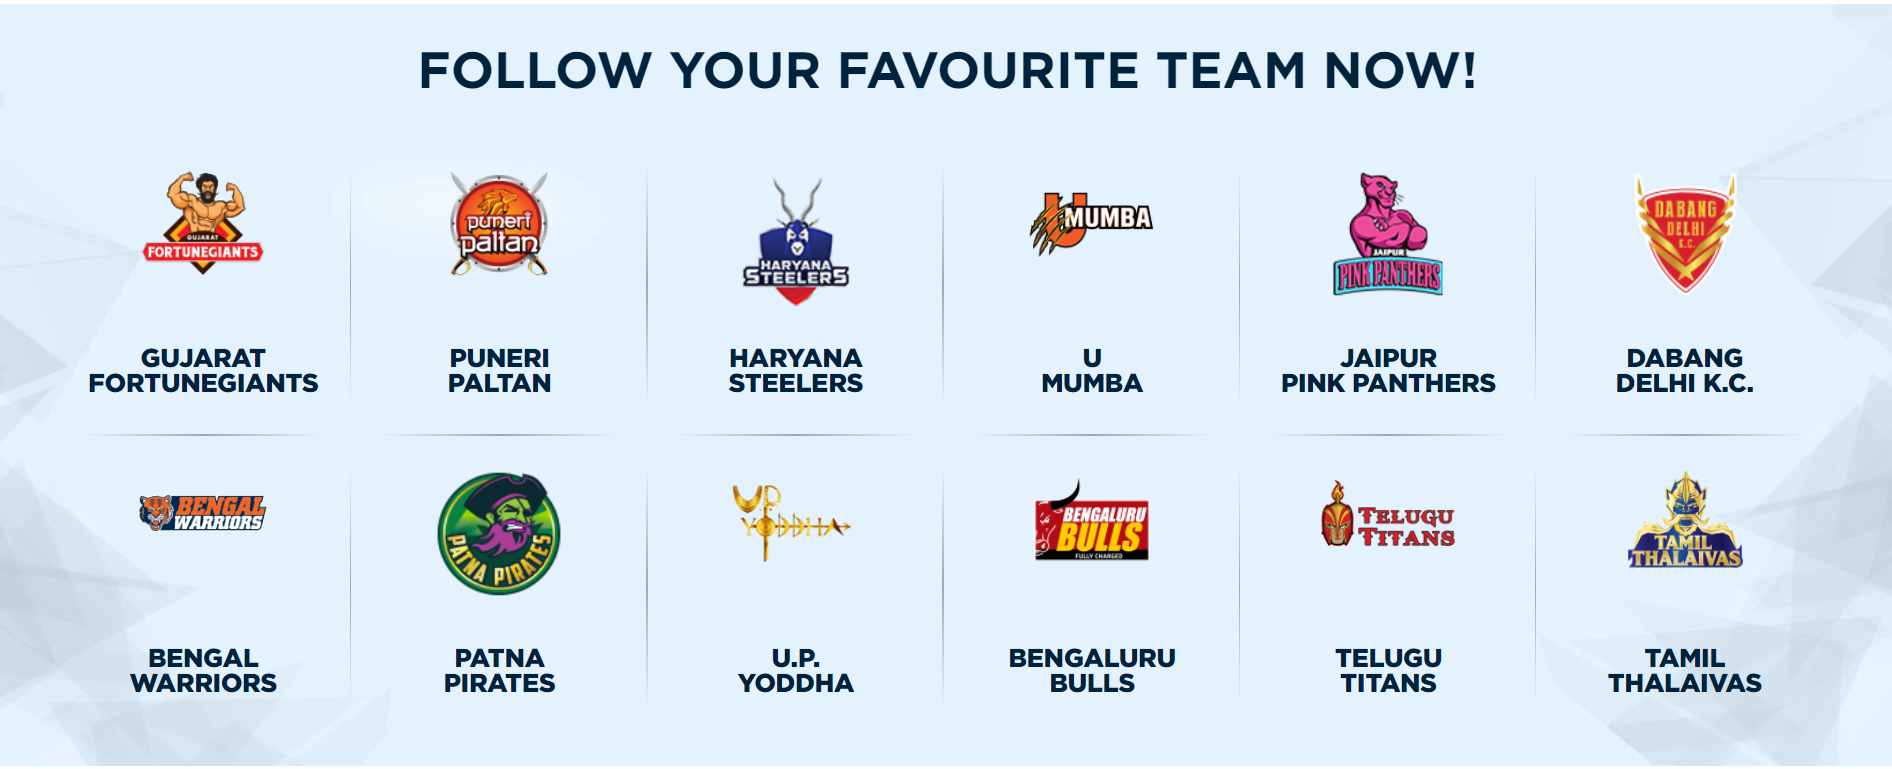 FOLLOW YOUR FAVOURITE TEAM NOW!
GUJARAT
FORTUNEGIANTS
puneri
paltan
HARYANA
STEELERS
U
MUMBA
JAIPUR
PINK PANTHERS
DABANG
DELHI
K.C.
GUJARAT
FORTUNEGIANTS
PUNERI
PALTAN
HARYANA
STEELERS
U
MUMBA
JAIPUR
PINK PANTHERS
DABANG
DELHI K.C.
BENGAL
WARRIORS
PATNA PIRATES
UP
YODDHA
BENGALURU
BULLS
FULLY CHARGED
TELUGU
TITANS
TAMIL
THALAIVAS
BENGAL
WARRIORS
PATNA
PIRATES
U.P.
YODDHA
BENGALURU
BULLS
TELUGU
TITANS
TAMIL
THALAIVAS